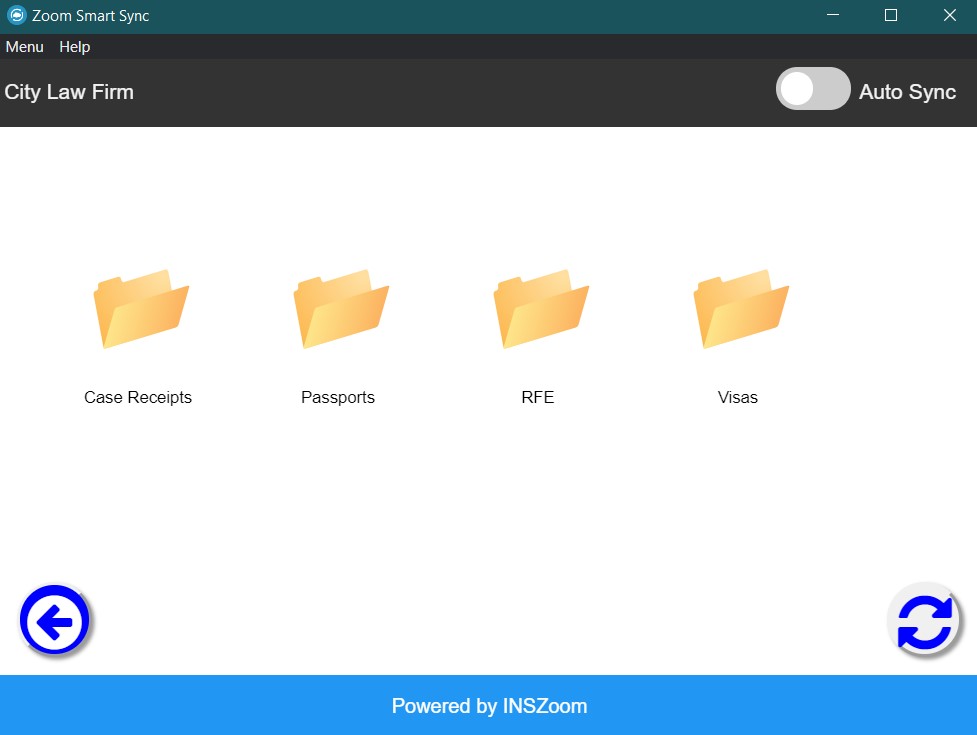 Zoom Smart Sync
Menu Help
City Law Firm
Auto Sync
Case Receipts
Passports
RFE
Visas
Powered by INSZoom